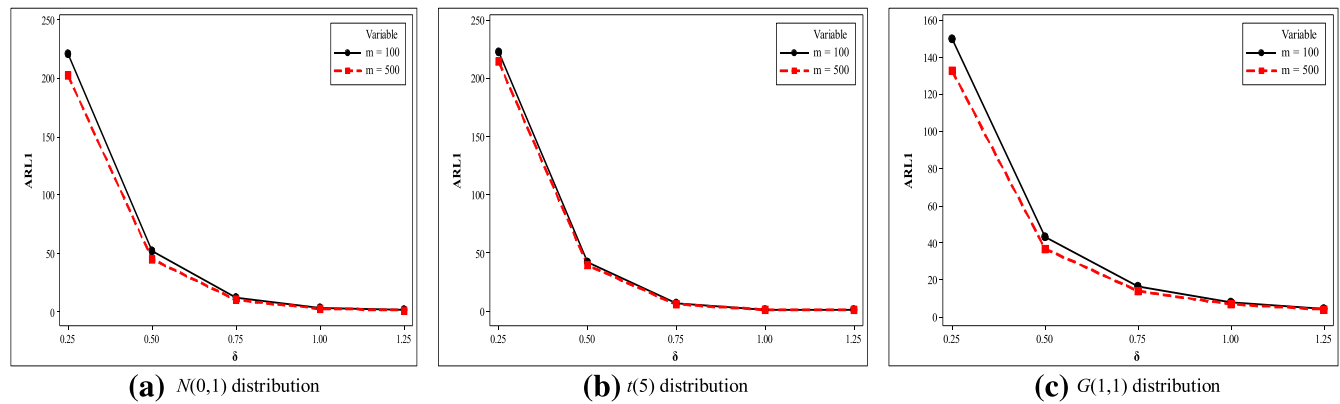 250
200
150
100
50
0
ARL1
0.25 0.50 0.75 1.00 1.25
δ
Variable
m = 100
m = 500
(a) N(0,1) distribution
250
200
150
100
50
0
ARL1
0.25 0.50 0.75 1.00 1.25
δ
Variable
m = 100
m = 500
(b) t(5) distribution
160
140
120
100
80
60
40
20
0
ARL1
0.25 0.50 0.75 1.00 1.25
δ
Variable
m = 100
m = 500
(c) G(1,1) distribution